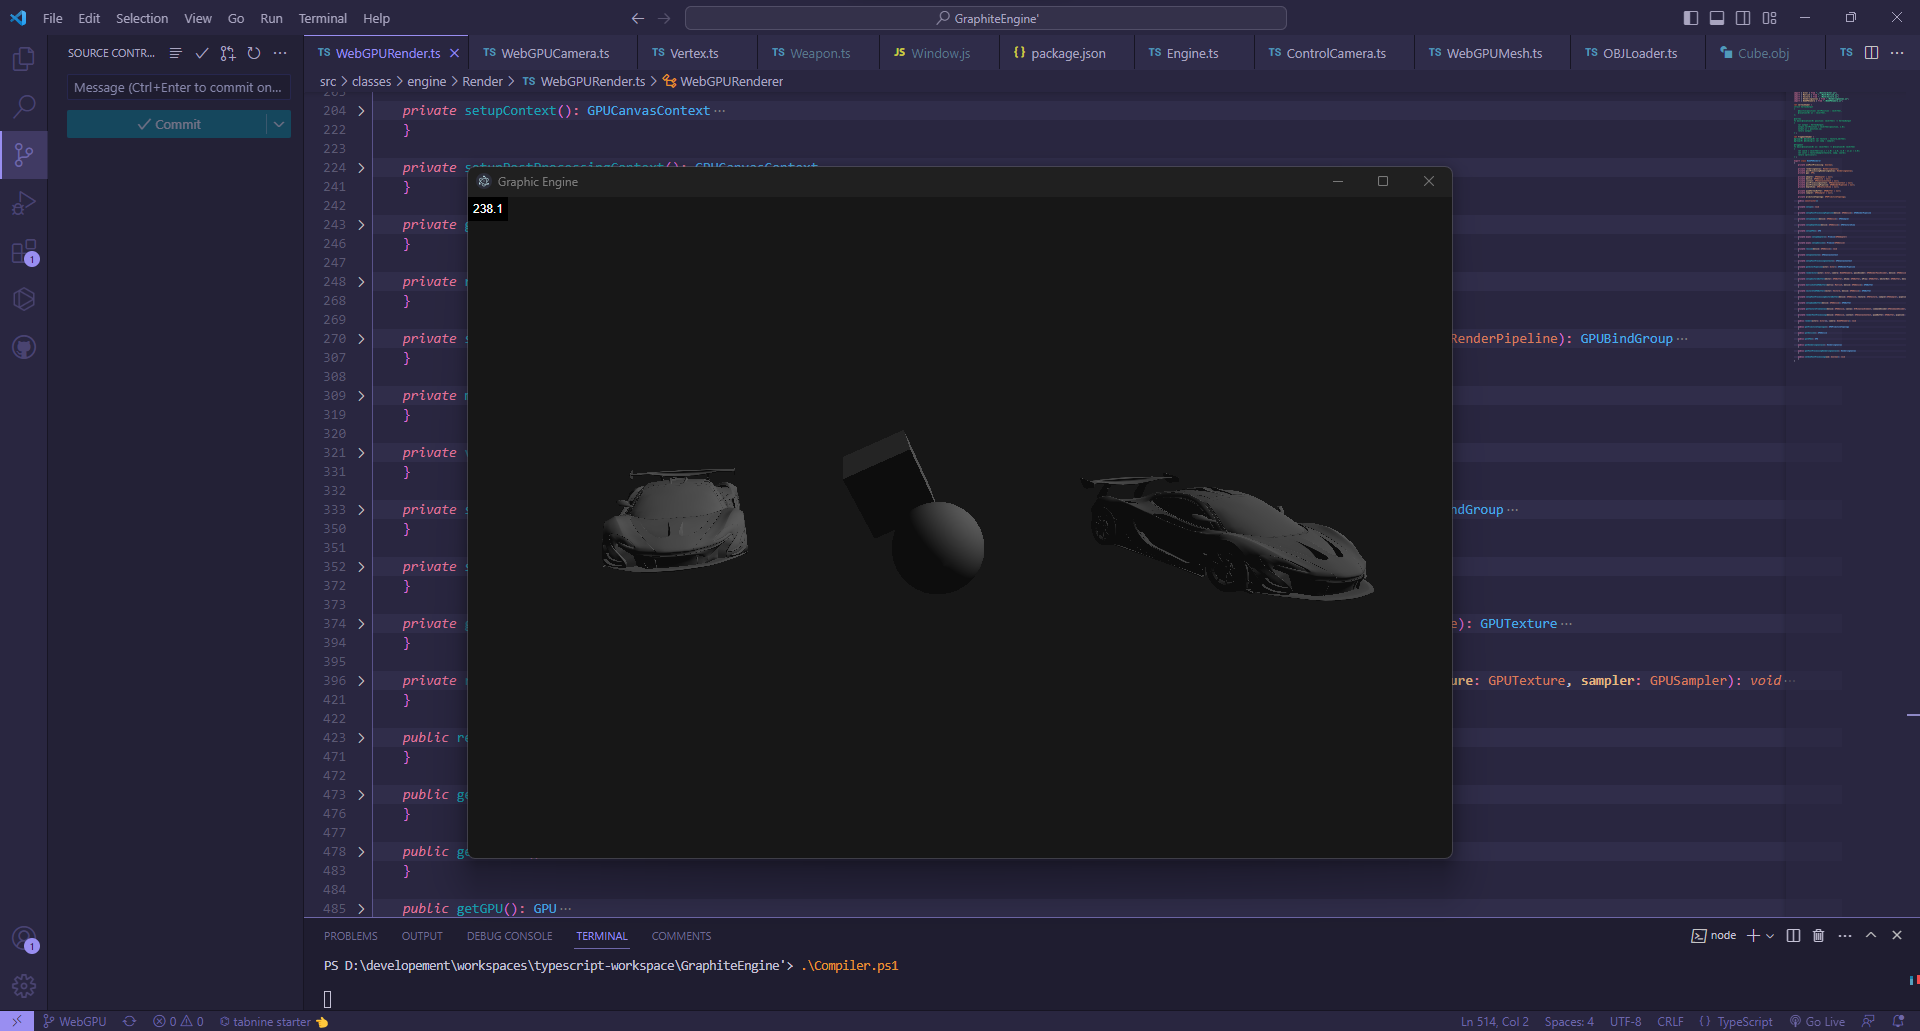 File Edit Selection View Go Run Terminal Help
GraphiteEngine'
SOURCE CONTR...
Message (Ctrl+Enter to commit on...
Commit
TS WebGPURender.ts
TS WebGPUCamera.ts
TS Vertex.ts
TS Weapon.ts
JS Window.js
{} package.json
TS Engine.ts
TS ControlCamera.ts
TS WebGPUMesh.ts
TS OBJLoader.ts
Cube.obj
TS
src > classes > engine > Render > TS WebGPURender.ts > WebGPURenderer
204 private setupContext(): GPUCanvasContext ...
222 }
223
224 private setupPostProcessingContext(): GPUCanvasContext
241 }
242
243 private
246 }
247
248 private
268 }
269
270 private RenderPipeline): GPUBindGroup ...
307 }
308
309 private
319 }
320
321 private
331 }
332
333 private ndGroup ...
350 }
351
352 private
372 }
373
374 private e): GPUTexture ...
394 }
395
396 private ure: GPUTexture, sampler: GPUSampler): void ...
421 }
422
423 public re
471 }
472
473 public ge
476 }
477
478 public ge
483 }
484
485 public getGPU(): GPU ...
Graphic Engine
238.1
PROBLEMS OUTPUT DEBUG CONSOLE TERMINAL COMMENTS
node
PS D:\developement\workspaces\typescript-workspace\GraphiteEngine'> .\Compiler.ps1
1
1
WebGPU
0 0
tabnine starter
Ln 514, Col 2
Spaces: 4
UTF-8
CRLF
{} TypeScript
Go Live